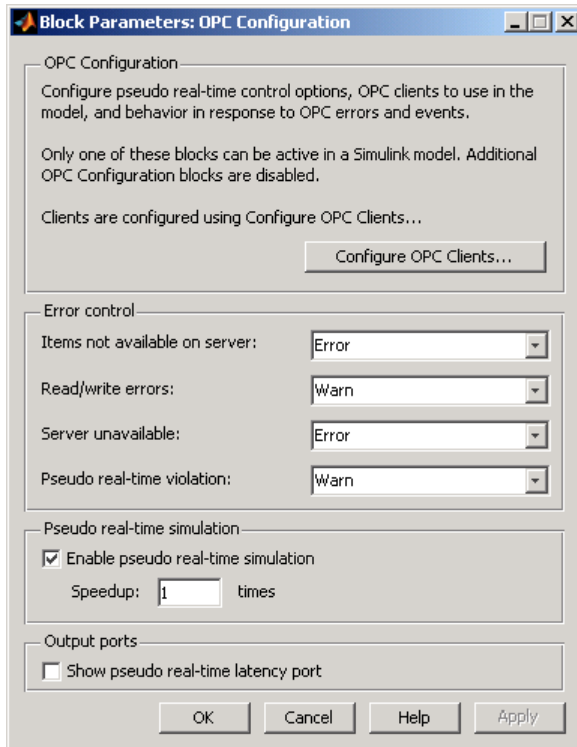 Block Parameters: OPC Configuration
OPC Configuration
Configure pseudo real-time control options, OPC clients to use in the
model, and behavior in response to OPC errors and events.
Only one of these blocks can be active in a Simulink model. Additional
OPC Configuration blocks are disabled.
Clients are configured using Configure OPC Clients...
Configure OPC Clients...
Error control
Items not available on server: Error
Read/write errors: Warn
Server unavailable: Error
Pseudo real-time violation: Warn
Pseudo real-time simulation
Enable pseudo real-time simulation
Speedup: 1 times
Output ports
Show pseudo real-time latency port
OK Cancel Help Apply